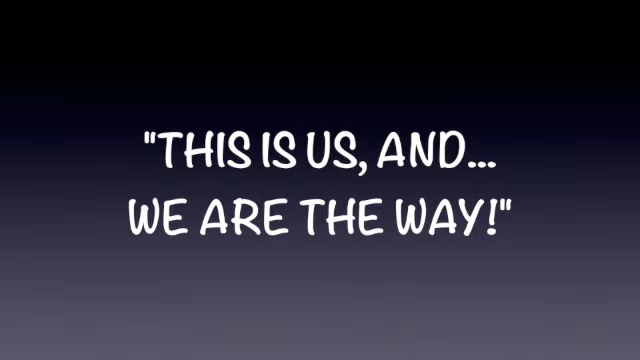 "THIS IS US, AND...
WE ARE THE WAY!"